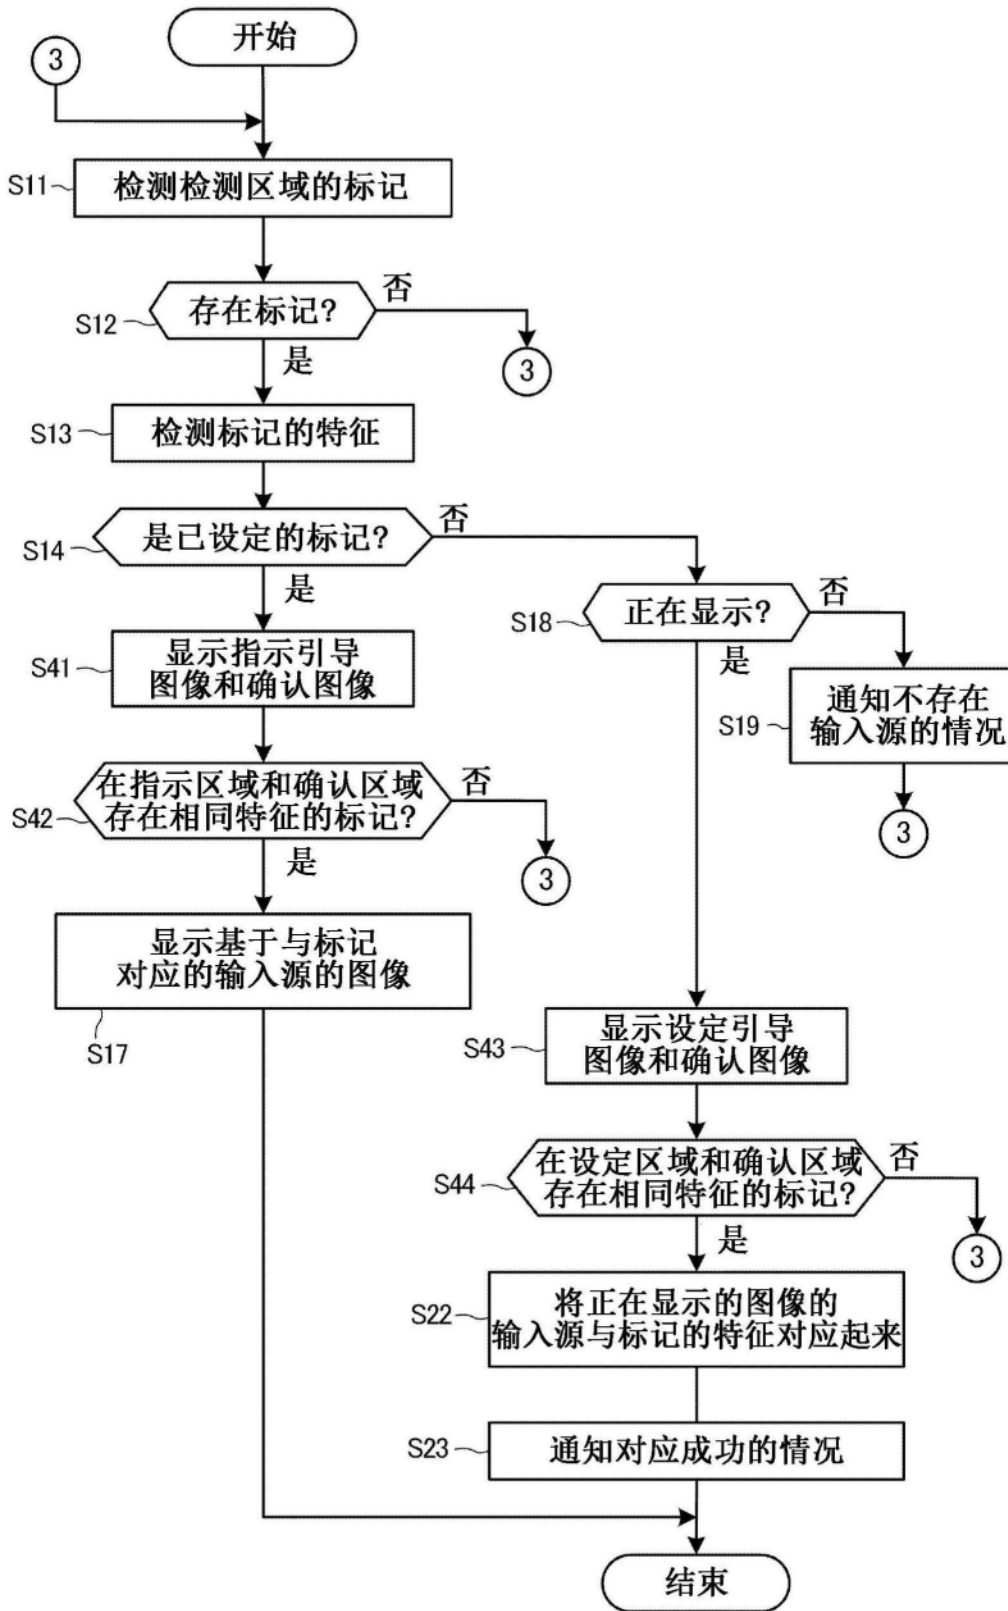 开始
3
S11
检测检测区域的标记
S12
存在标记?
否
3
是
S13
检测标记的特征
S14
是已设定的标记?
否
是
S18
正在显示?
否
是
S41
显示指示引导
图像和确认图像
S19
通知不存在
输入源的情况
3
S42
在指示区域和确认区域
存在相同特征的标记?
否
3
是
显示基于与标记
对应的输入源的图像
S17
S43
显示设定引导
图像和确认图像
S44
在设定区域和确认区域
存在相同特征的标记?
否
3
是
S22
将正在显示的图像的
输入源与标记的特征对应起来
S23
通知对应成功的情况
结束